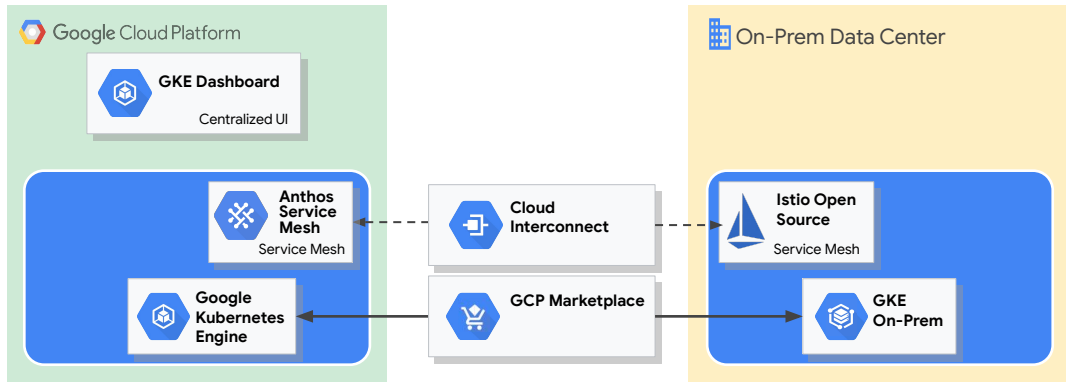 Google Cloud Platform
GKE Dashboard
Centralized UI
Anthos
Service
Mesh
Service Mesh
Google
Kubernetes
Engine
Cloud
Interconnect
GCP Marketplace
On-Prem Data Center
Istio Open
Source
Service Mesh
GKE
On-Prem